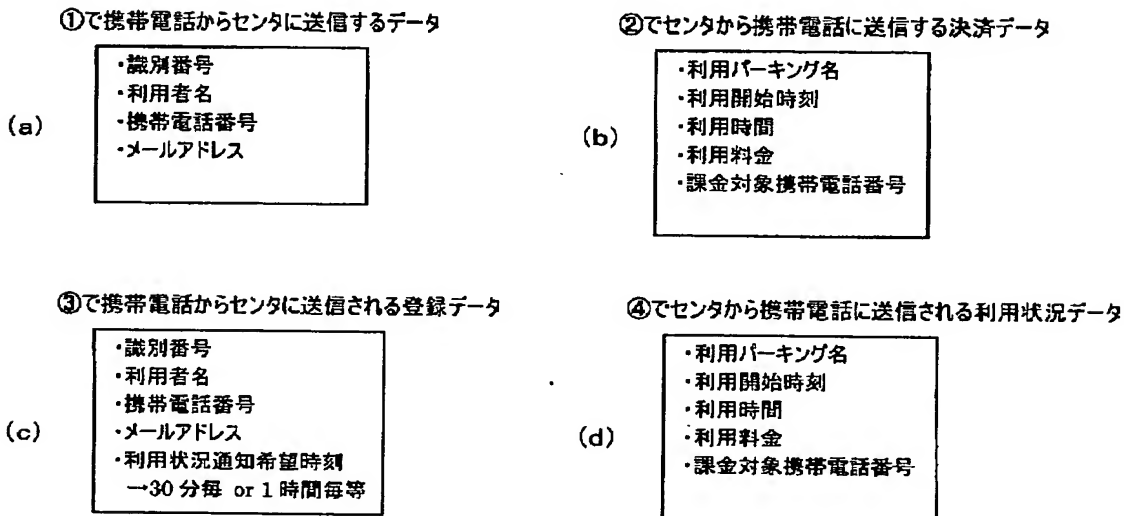 ①で携帯電話からセンタに送信するデータ
(a)
・識別番号
・利用者名
・携帯電話番号
・メールアドレス
②でセンタから携帯電話に送信する決済データ
(b)
・利用パーキング名
・利用開始時刻
・利用時間
・利用料金
・課金対象携帯電話番号
③で携帯電話からセンタに送信される登録データ
(c)
・識別番号
・利用者名
・携帯電話番号
・メールアドレス
・利用状況通知希望時刻
→30分毎 or 1時間毎等
④でセンタから携帯電話に送信される利用状況データ
(d)
・利用パーキング名
・利用開始時刻
・利用時間
・利用料金
・課金対象携帯電話番号